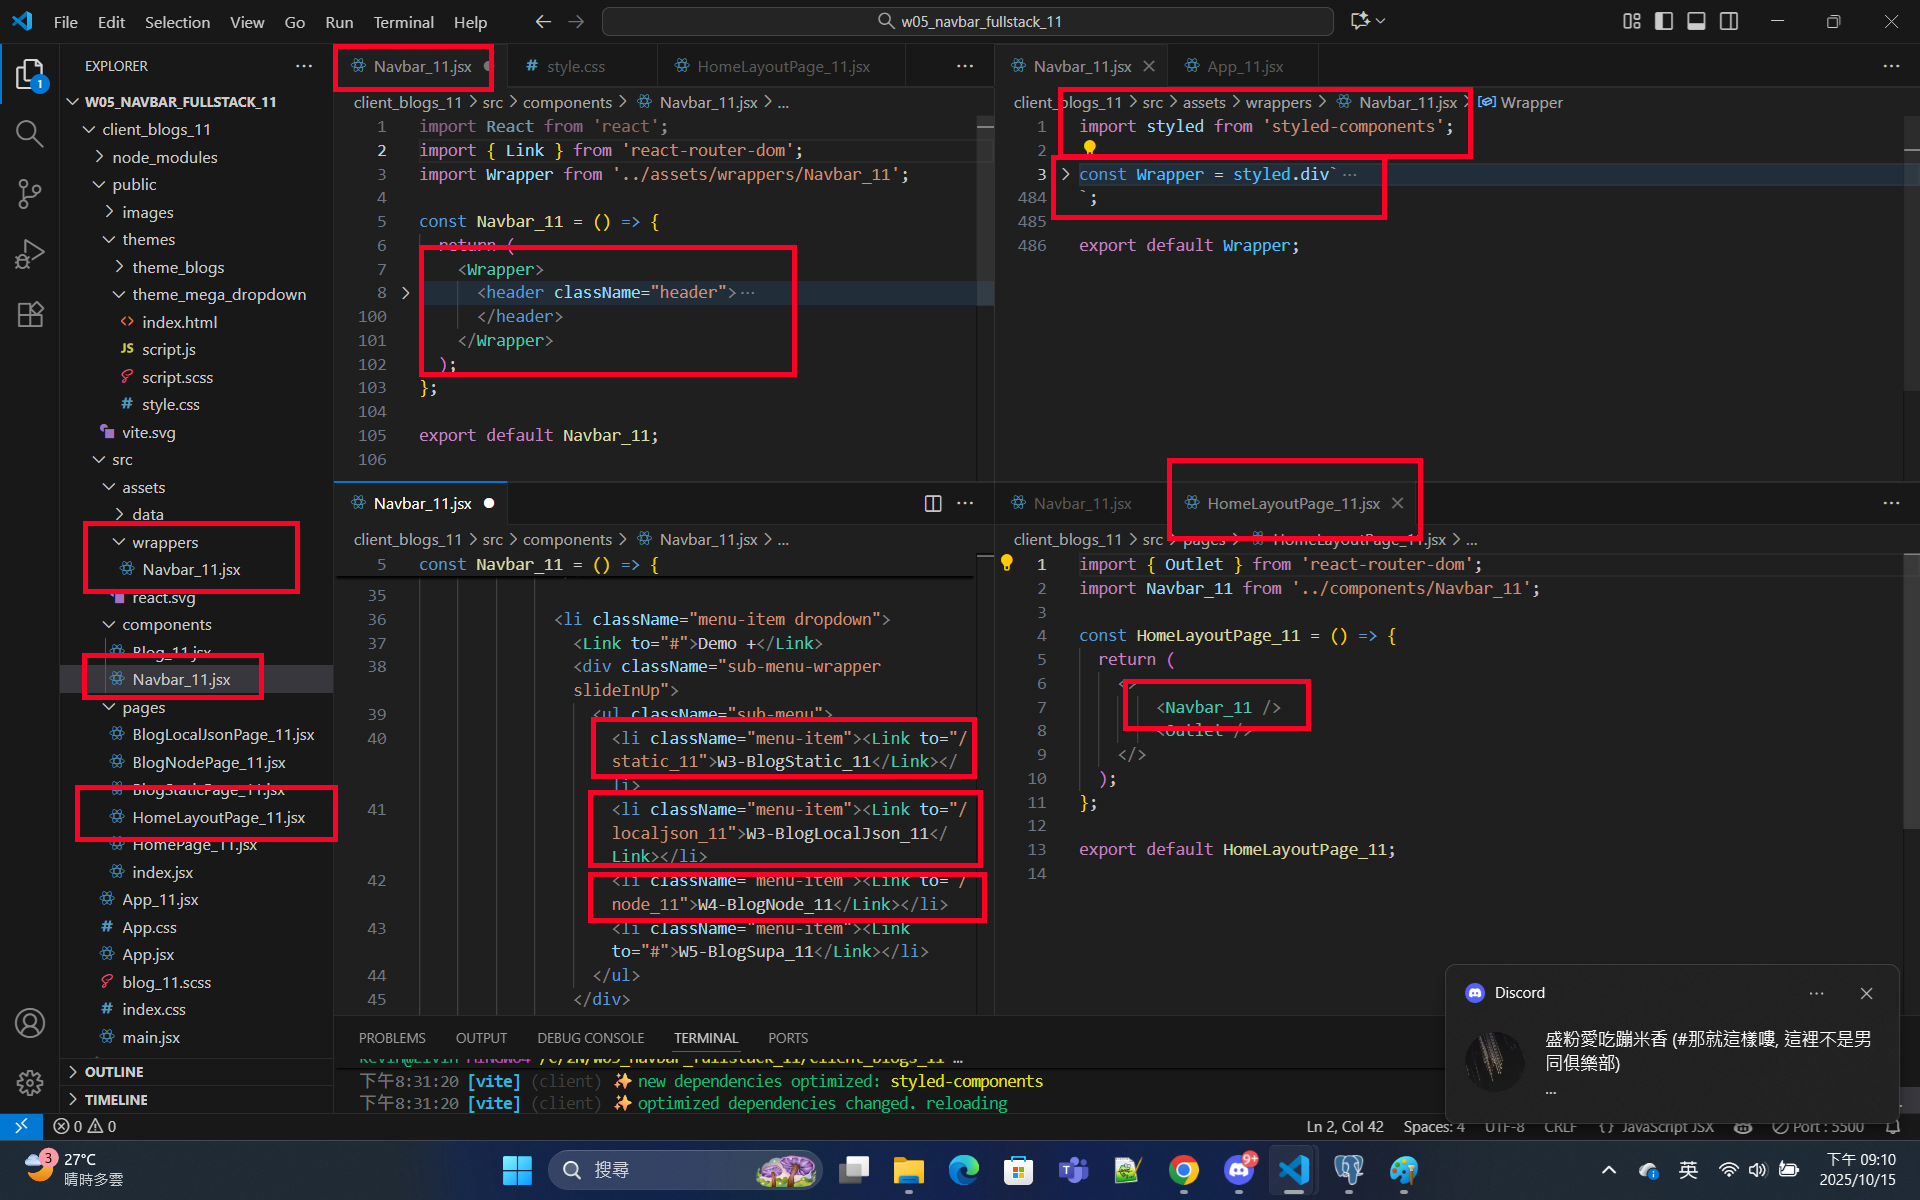 File Edit Selection View Go Run Terminal Help
w05_navbar_fullstack_11
EXPLORER
W05_NAVBAR_FULLSTACK_11
client_blogs_11
node_modules
public
images
themes
theme_blogs
theme_mega_dropdown
index.html
JS script.js
script.scss
# style.css
vite.svg
src
assets
data
wrappers
Navbar_11.jsx
react.svg
components
Blog_11.jsx
Navbar_11.jsx
pages
BlogLocalJsonPage_11.jsx
BlogNodePage_11.jsx
BlogStaticPage_11.jsx
HomeLayoutPage_11.jsx
HomePage_11.jsx
index.jsx
App_11.jsx
# App.css
App.jsx
blog_11.scss
# index.css
main.jsx
OUTLINE
TIMELINE
Navbar_11.jsx # style.css HomeLayoutPage_11.jsx
client_blogs_11 > src > components > Navbar_11.jsx > ...
1 import React from 'react';
2 import { Link } from 'react-router-dom';
3 import Wrapper from '../assets/wrappers/Navbar_11';
4
5 const Navbar_11 = () => {
6 return (
7 <Wrapper>
8 <header className="header">···
100 </header>
101 </Wrapper>
102 );
103 };
104
105 export default Navbar_11;
106
Navbar_11.jsx App_11.jsx
client_blogs_11 > src > assets > wrappers > Navbar_11.jsx > Wrapper
1 import styled from 'styled-components';
2
3 const Wrapper = styled.div`···
484 `;
485
486 export default Wrapper;
Navbar_11.jsx
client_blogs_11 > src > components > Navbar_11.jsx > ...
5 const Navbar_11 = () => {
35
36 <li className="menu-item dropdown">
37 <Link to="#">Demo +</Link>
38 <div className="sub-menu-wrapper
slideInUp">
39 <ul className="sub-menu">
40 <li className="menu-item"><Link to="/
static_11">W3-BlogStatic_11</Link></
li>
41 <li className="menu-item"><Link to="/
localjson_11">W3-BlogLocalJson_11</
Link></li>
42 <li className="menu-item"><Link to="/
node_11">W4-BlogNode_11</Link></li>
43 <li className="menu-item"><Link
to="#">W5-BlogSupa_11</Link></li>
44 </ul>
45 </div>
Navbar_11.jsx HomeLayoutPage_11.jsx
client_blogs_11 > src > pages > HomeLayoutPage_11.jsx > ...
1 import { Outlet } from 'react-router-dom';
2 import Navbar_11 from '../components/Navbar_11';
3
4 const HomeLayoutPage_11 = () => {
5 return (
6 <>
7 <Navbar_11 />
8 <Outlet />
9 </>
10 );
11 };
12
13 export default HomeLayoutPage_11;
14
PROBLEMS OUTPUT DEBUG CONSOLE TERMINAL PORTS
下午8:31:20 [vite] (client) ✨ new dependencies optimized: styled-components
下午8:31:20 [vite] (client) ✨ optimized dependencies changed. reloading
Discord
盛粉愛吃蹦米香 (#那就這樣嘍, 這裡不是男
同俱樂部)
...
0 0
Ln 2, Col 42 Spaces: 4 UTF-8 CRLF {} JavaScript JSX Port : 5500
3
27°C
晴時多雲
搜尋
9+
英
下午 09:10
2025/10/15